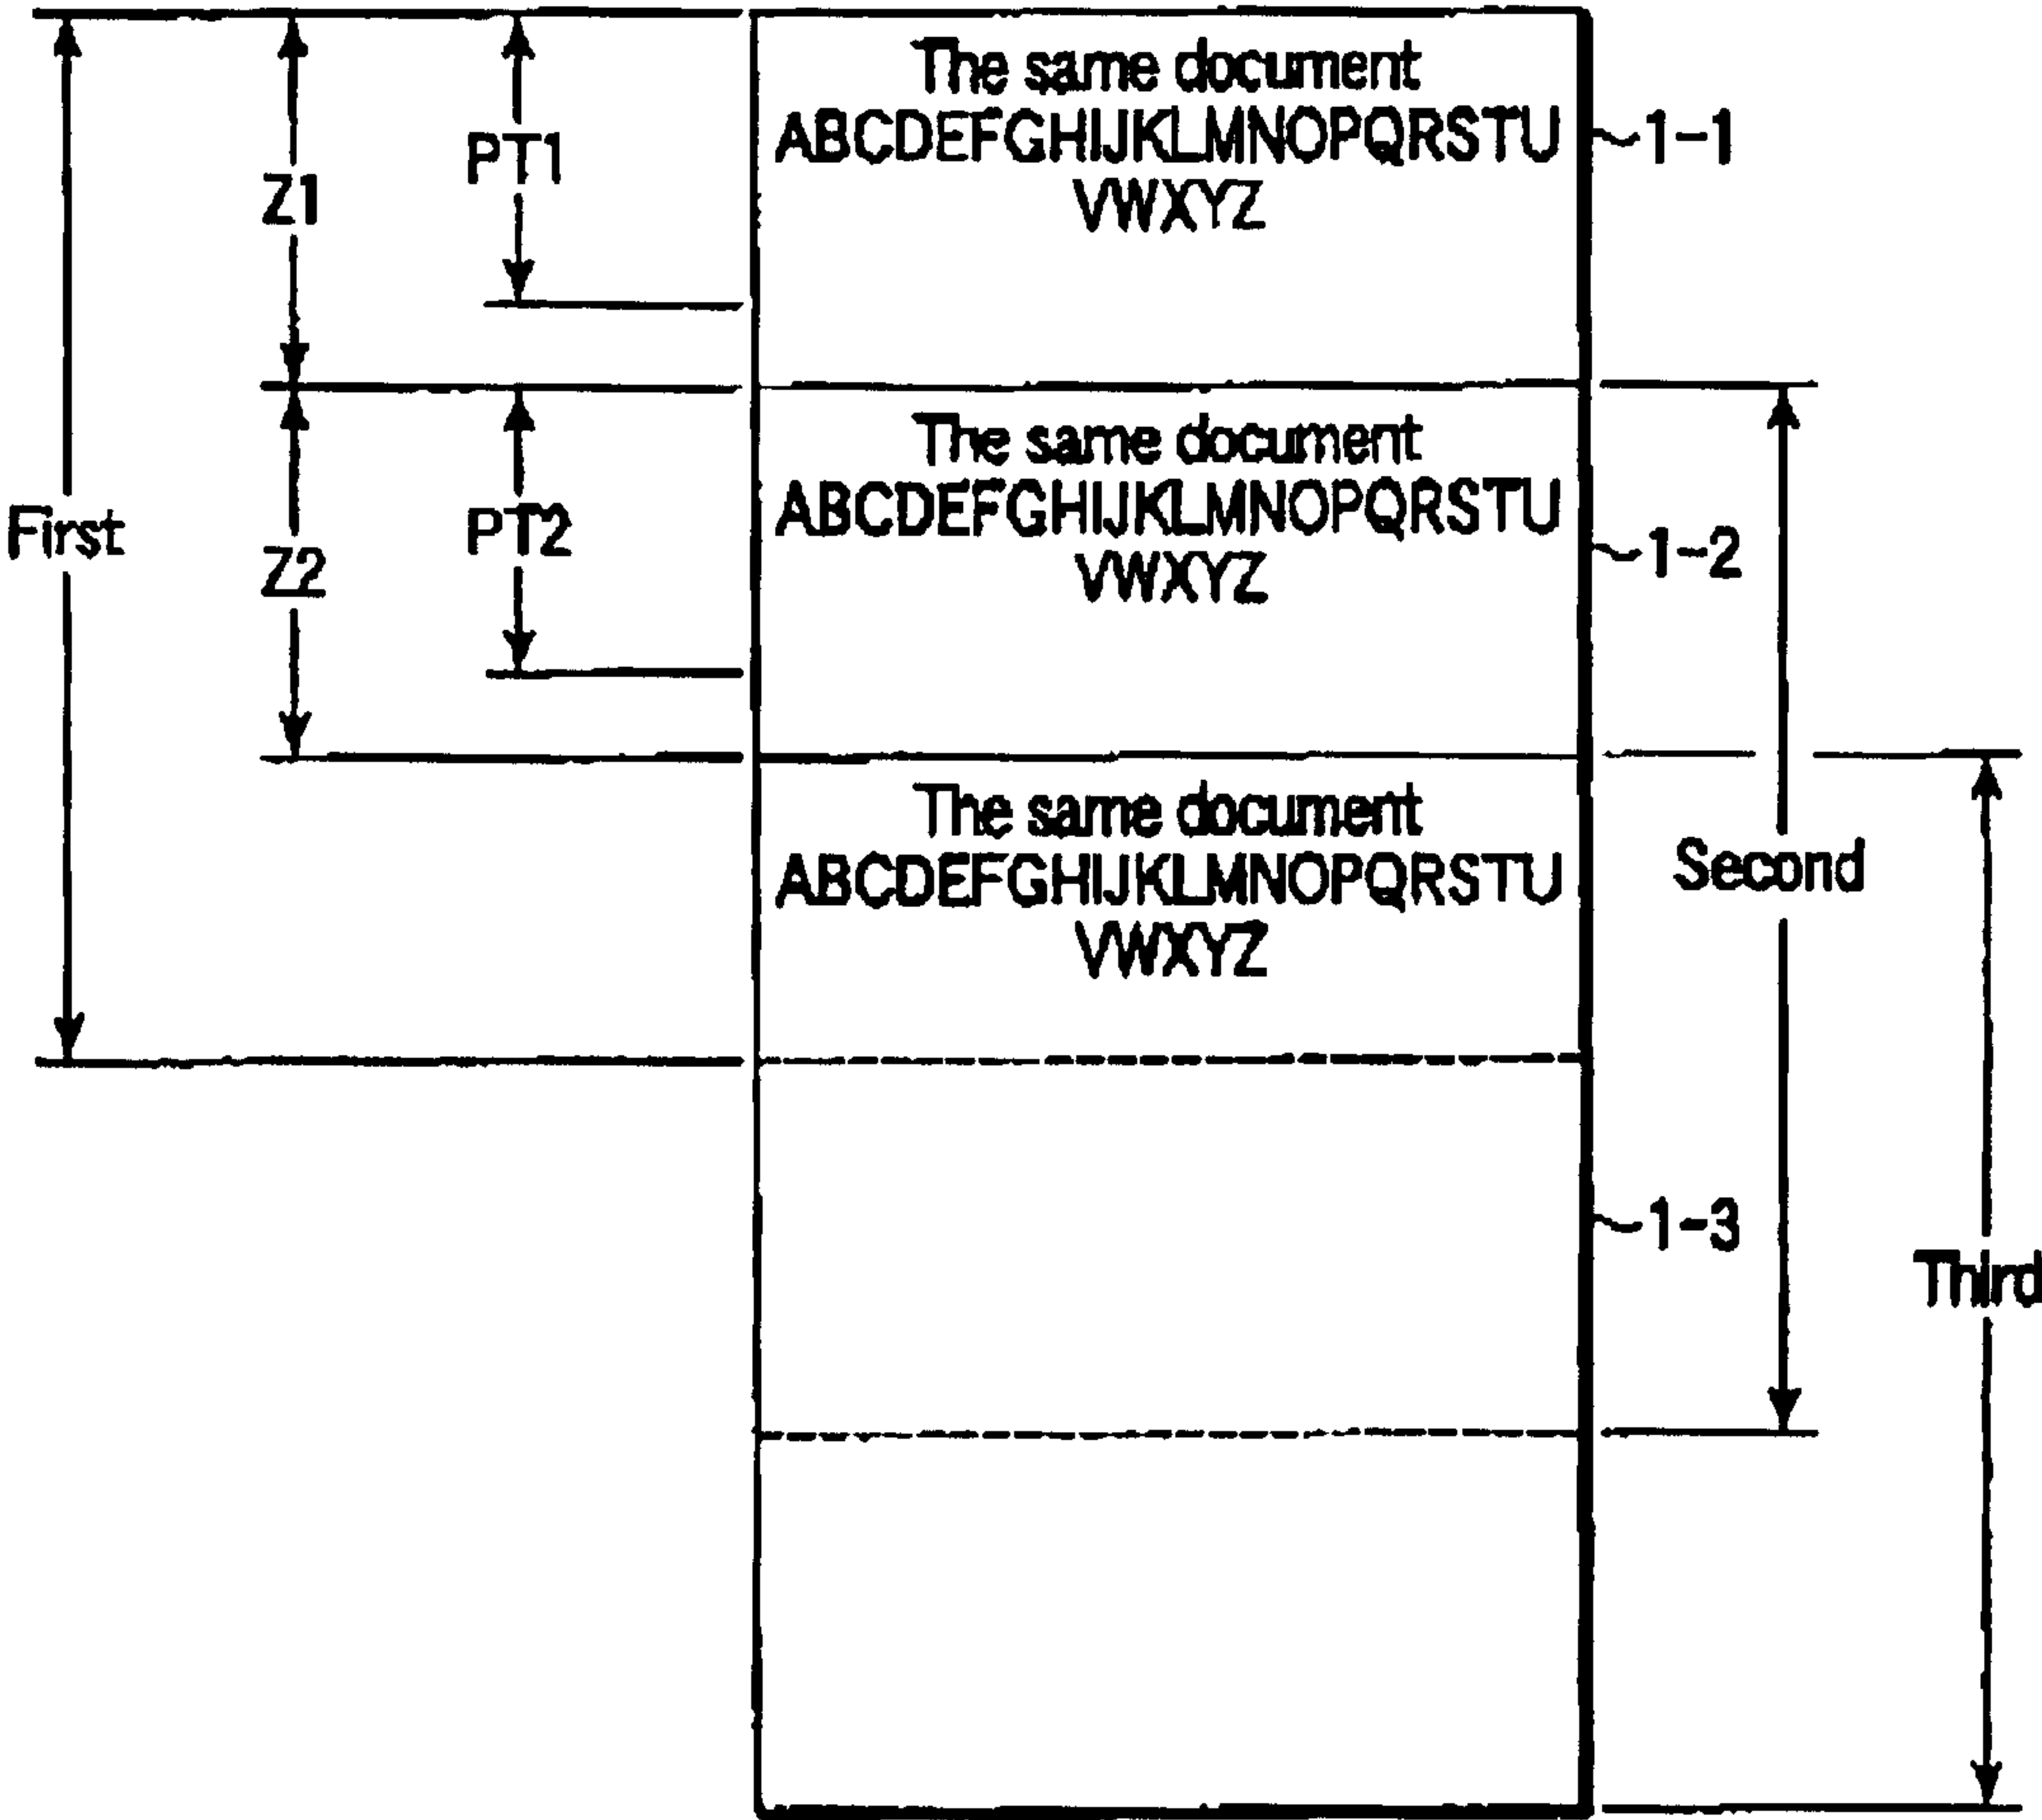 The same document
ABCDEFGHIJKLMNOPQRSTU
VWXYZ
1-1
PT1
Z1
The same document
ABCDEFGHIJKLMNOPQRSTU
VWXYZ
1-2
First
PT2
Z2
The same document
ABCDEFGHIJKLMNOPQRSTU
VWXYZ
Second
1-3
Third